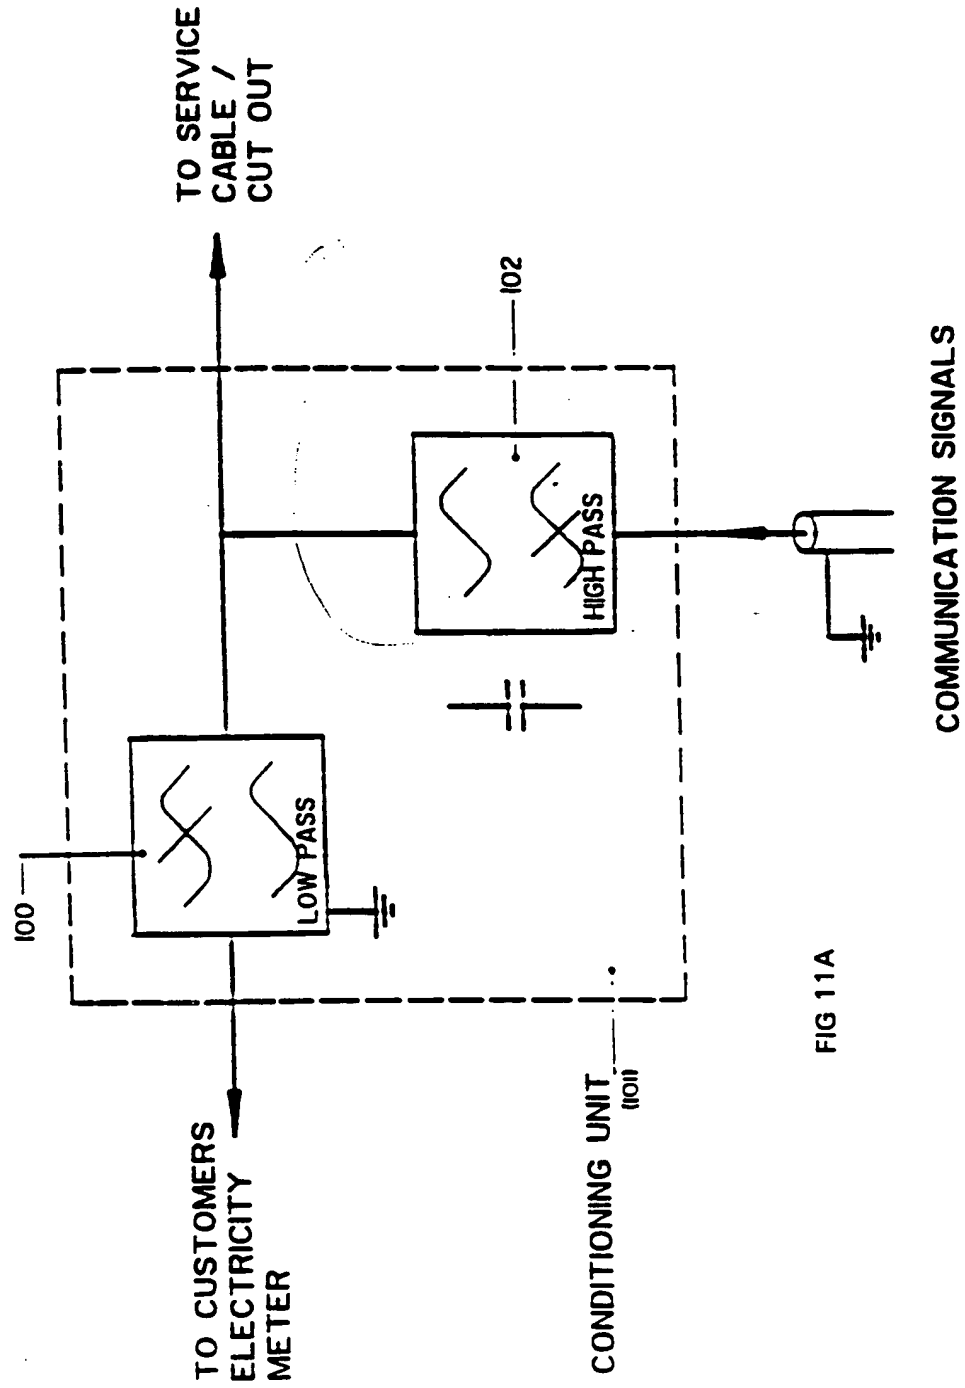 TO SERVICE
CABLE /
CUT OUT
102
100
LOW PASS
HIGH PASS
TO CUSTOMERS
ELECTRICITY
METER
CONDITIONING UNIT
(101)
COMMUNICATION SIGNALS
FIG 11A